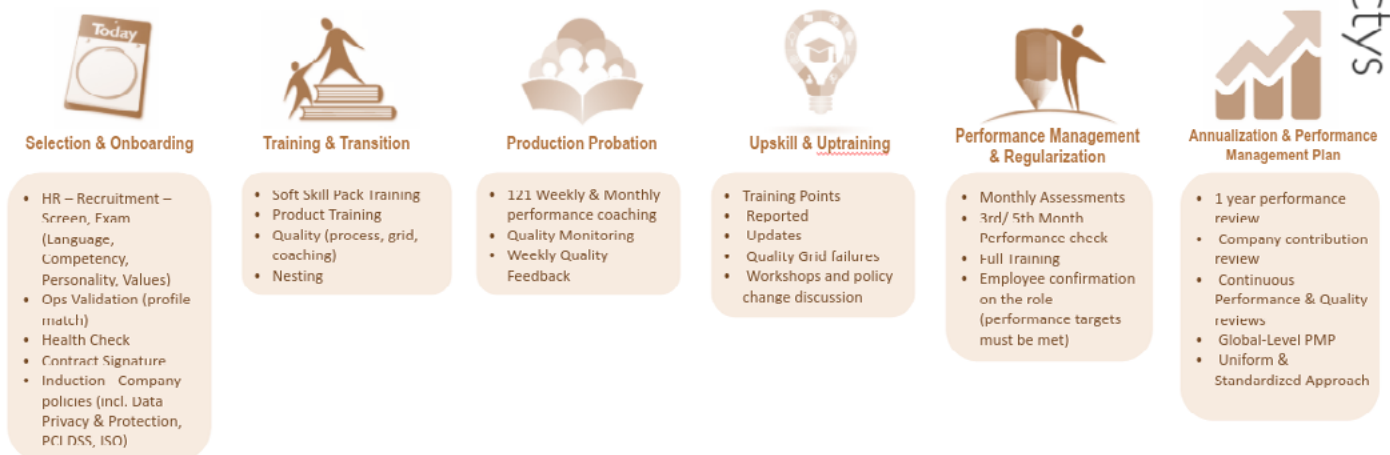 Today
ctys
Selection & Onboarding
HR – Recruitment –
Screen, Exam
(Language,
Competency,
Personality, Values)
Ops Validation (profile
match)
Health Check
Contract Signature
Induction Company
policies (incl. Data
Privacy & Protection,
PCI DSS, ISO)
Training & Transition
Soft Skill Pack Training
Product Training
Quality (process, grid,
coaching)
Nesting
Production Probation
121 Weekly & Monthly
performance coaching
Quality Monitoring
Weekly Quality
Feedback
Upskill & Uptraining
Training Points
Reported
Updates
Quality Grid failures
Workshops and policy
change discussion
Performance Management
& Regularization
Monthly Assessments
3rd/ 5th Month
Performance check
Full Training
Employee confirmation
on the role
(performance targets
must be met)
Annualization & Performance
Management Plan
1 year performance
review
Company contribution
review
Continuous
Performance & Quality
reviews
Global-Level PMP
Uniform &
Standardized Approach